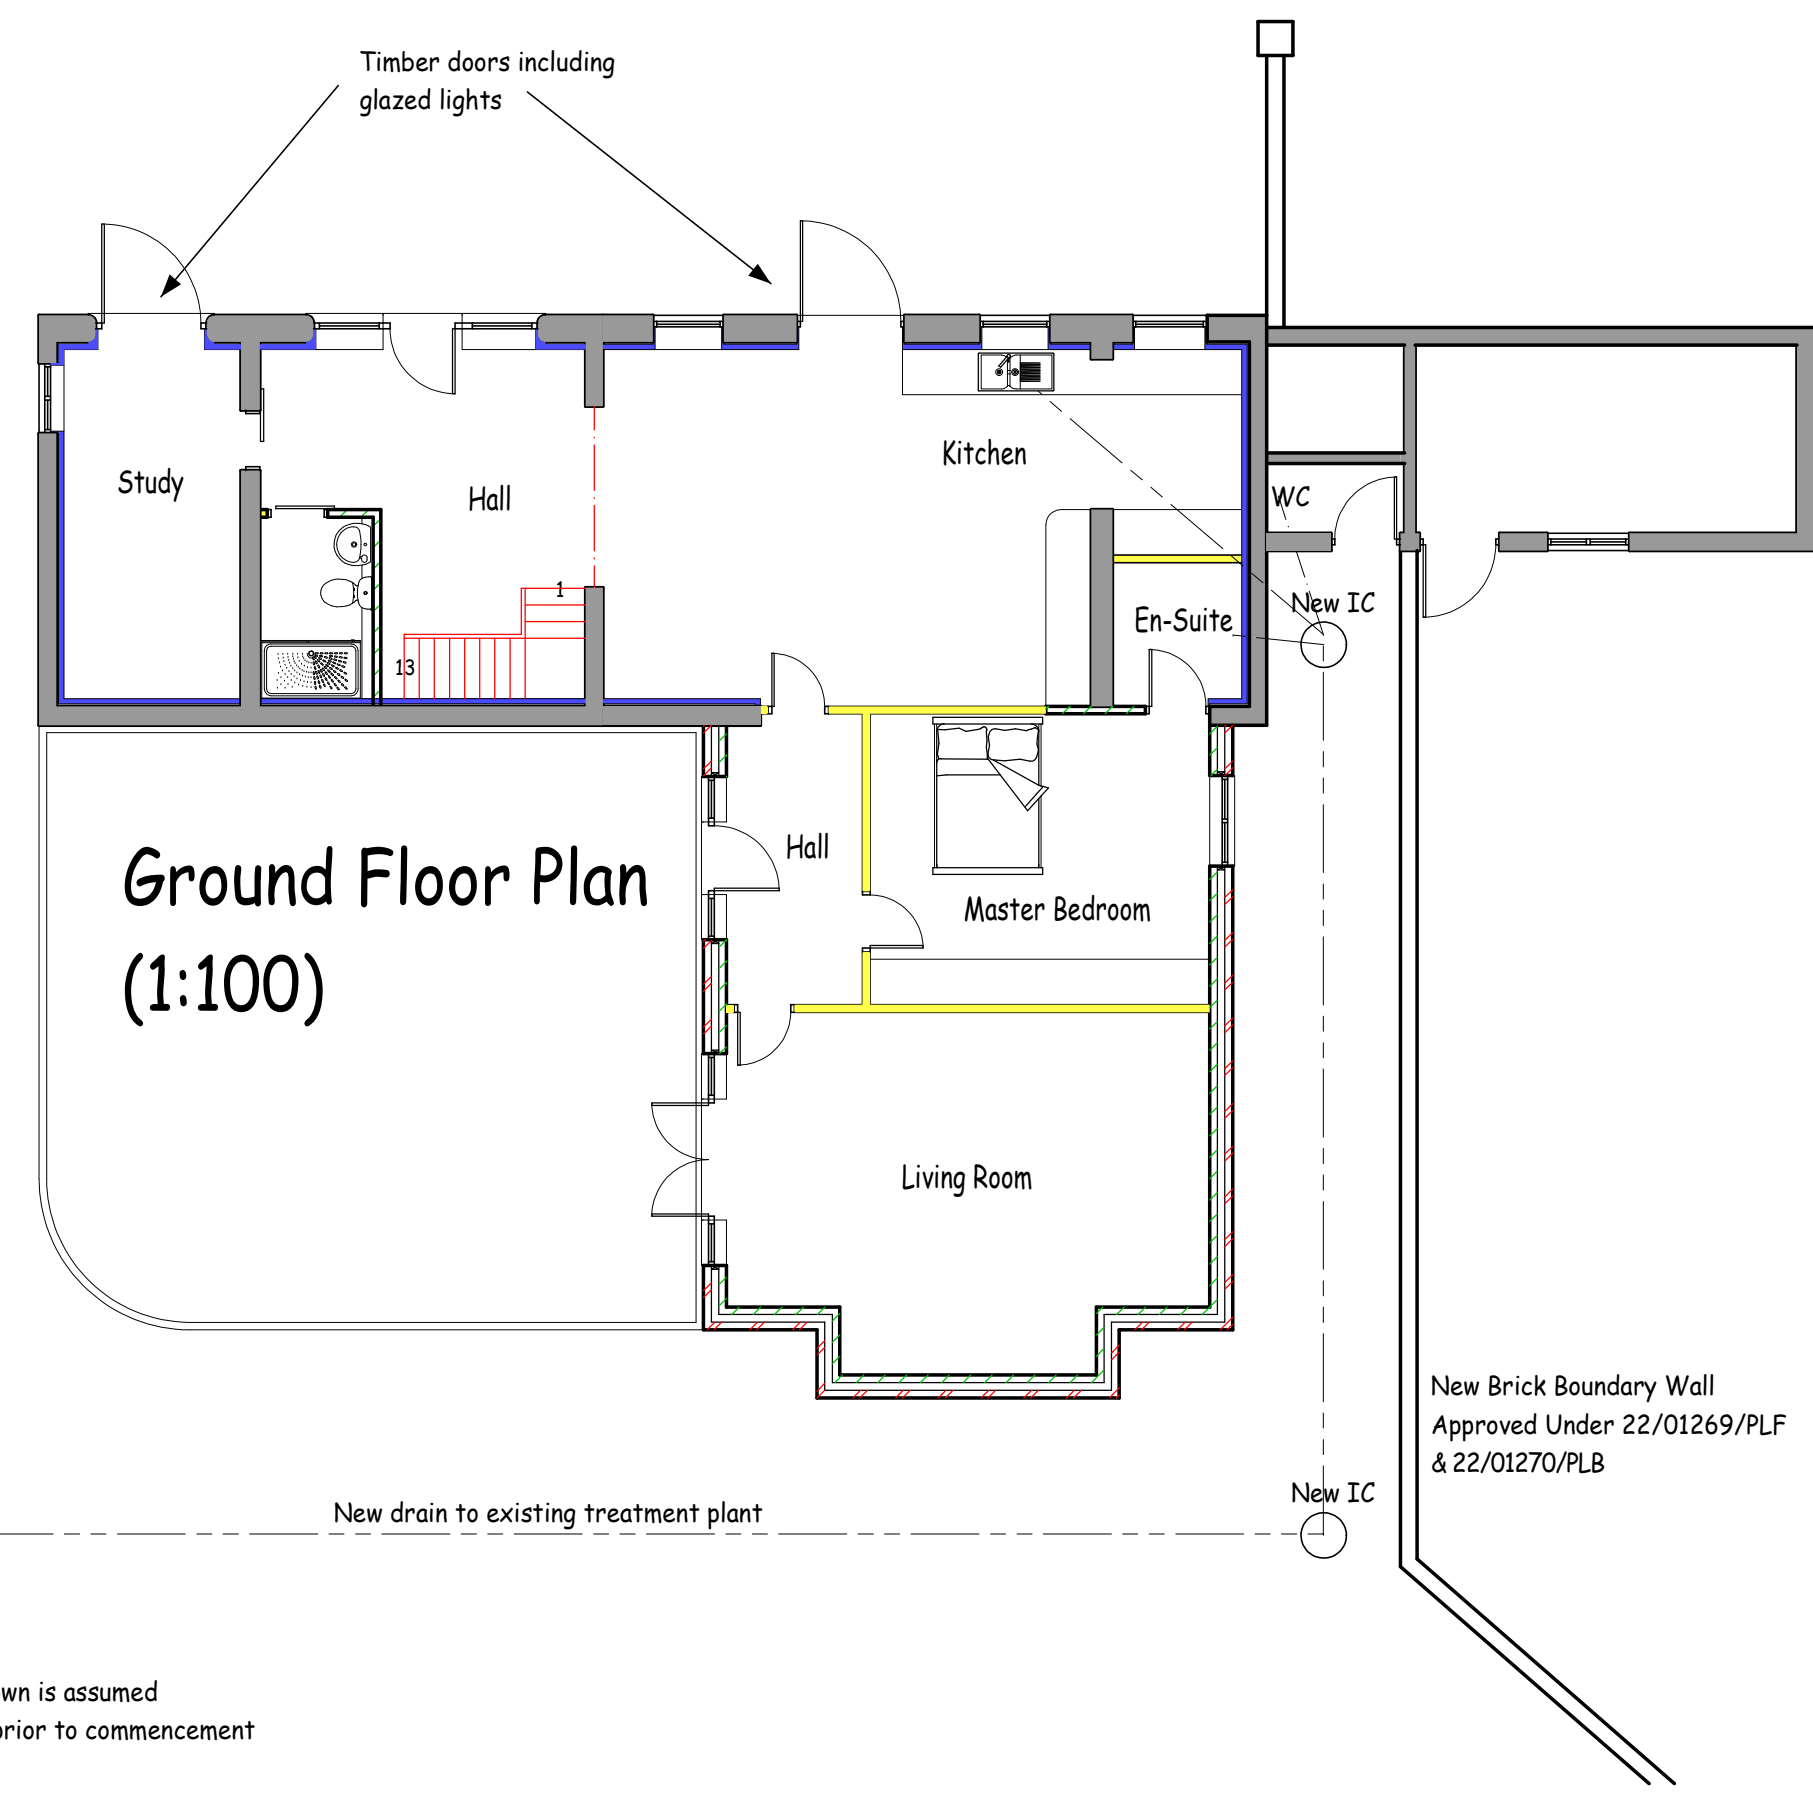 Timber doors including
glazed lights
Study
Hall
Kitchen
WC
1
13
En-Suite
New IC
Hall
Master Bedroom
Ground Floor Plan
(1:100)
Living Room
New Brick Boundary Wall
Approved Under 22/01269/PLF
& 22/01270/PLB
New IC
New drain to existing treatment plant
own is assumed
prior to commencement